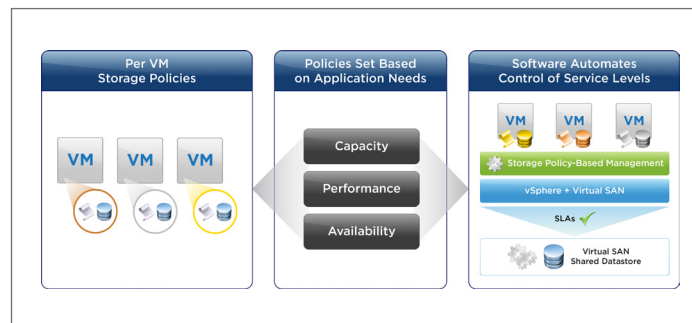 Per VM
Storage Policies
VM
VM
VM
Policies Set Based
on Application Needs
Capacity
Performance
Availability
Software Automates
Control of Service Levels
VM
VM
VM
Storage Policy-Based Management
vSphere + Virtual SAN
SLAs
Virtual SAN
Shared Datastore